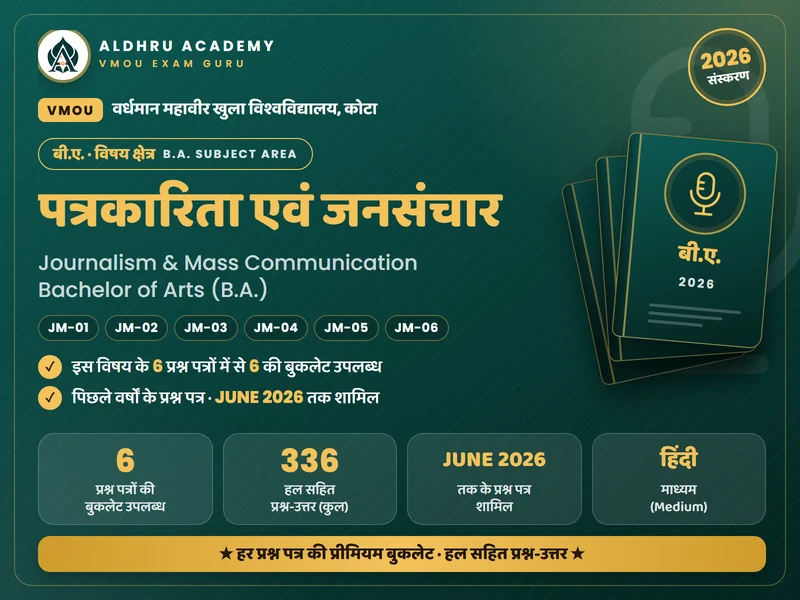 ALDHRU ACADEMY
VMOU EXAM GURU
2026
संस्करण
VMOU वर्धमान महावीर खुला विश्वविद्यालय, कोटा
बी.ए. · विषय क्षेत्र B.A. SUBJECT AREA
पत्रकारिता एवं जनसंचार
Journalism & Mass Communication
Bachelor of Arts (B.A.)
JM-01 JM-02 JM-03 JM-04 JM-05 JM-06
✓ इस विषय के 6 प्रश्न पत्रों में से 6 की बुकलेट उपलब्ध
✓ पिछले वर्षों के प्रश्न पत्र · JUNE 2026 तक शामिल
बी.ए.
2026
6
प्रश्न पत्रों की
बुकलेट उपलब्ध
336
हल सहित
प्रश्न-उत्तर (कुल)
JUNE 2026
तक के प्रश्न पत्र
शामिल
हिंदी
माध्यम
(Medium)
★ हर प्रश्न पत्र की प्रीमियम बुकलेट · हल सहित प्रश्न-उत्तर ★